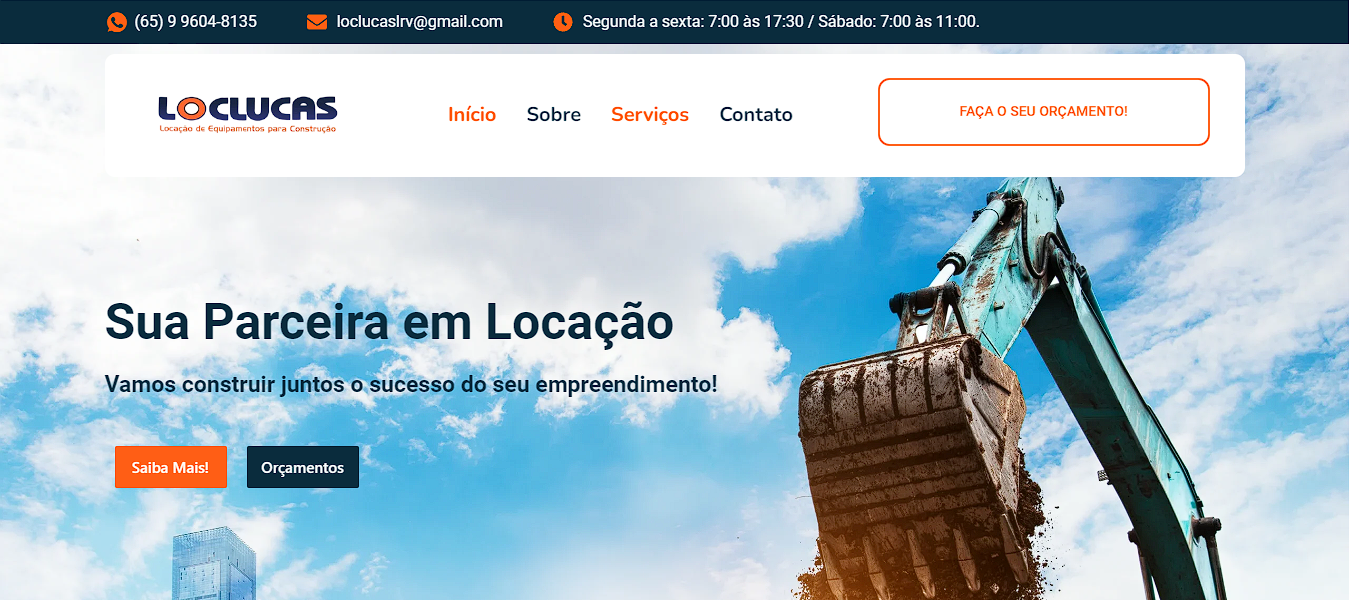 (65) 9 9604-8135
loclucaslrv@gmail.com
Segunda a sexta: 7:00 às 17:30 / Sábado: 7:00 às 11:00.
LOCLUCAS
Locação de Equipamentos para Construção
Início
Sobre
Serviços
Contato
FAÇA O SEU ORÇAMENTO!
Sua Parceira em Locação
Vamos construir juntos o sucesso do seu empreendimento!
Saiba Mais!
Orçamentos